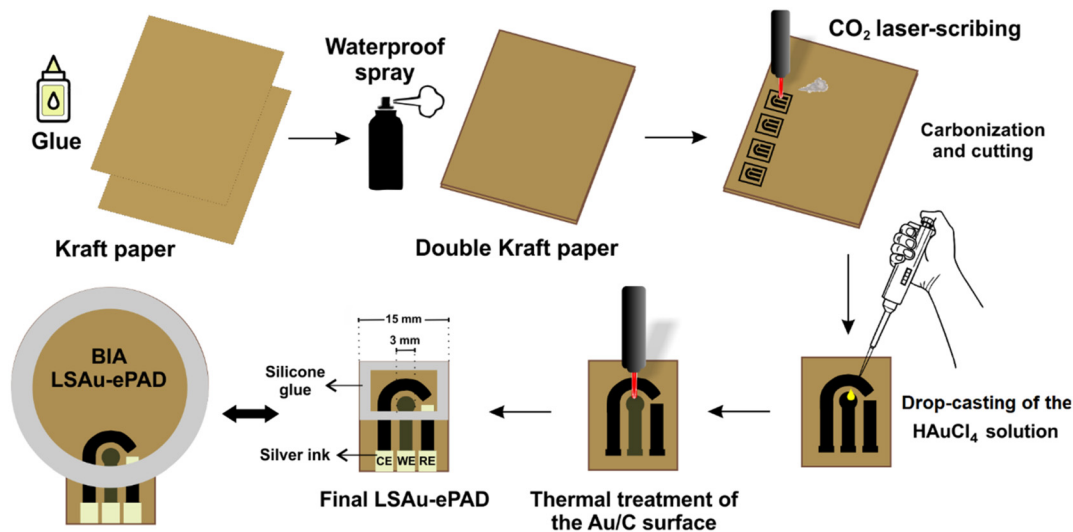 Glue
Kraft paper
Waterproof
spray
Double Kraft paper
CO₂ laser-scribing
Carbonization
and cutting
Drop-casting of the
HAuCl₄ solution
Thermal treatment of
the Au/C surface
15 mm
3 mm
Silicone
glue
Silver ink
CE WE RE
Final LSAu-ePAD
BIA
LSAu-ePAD